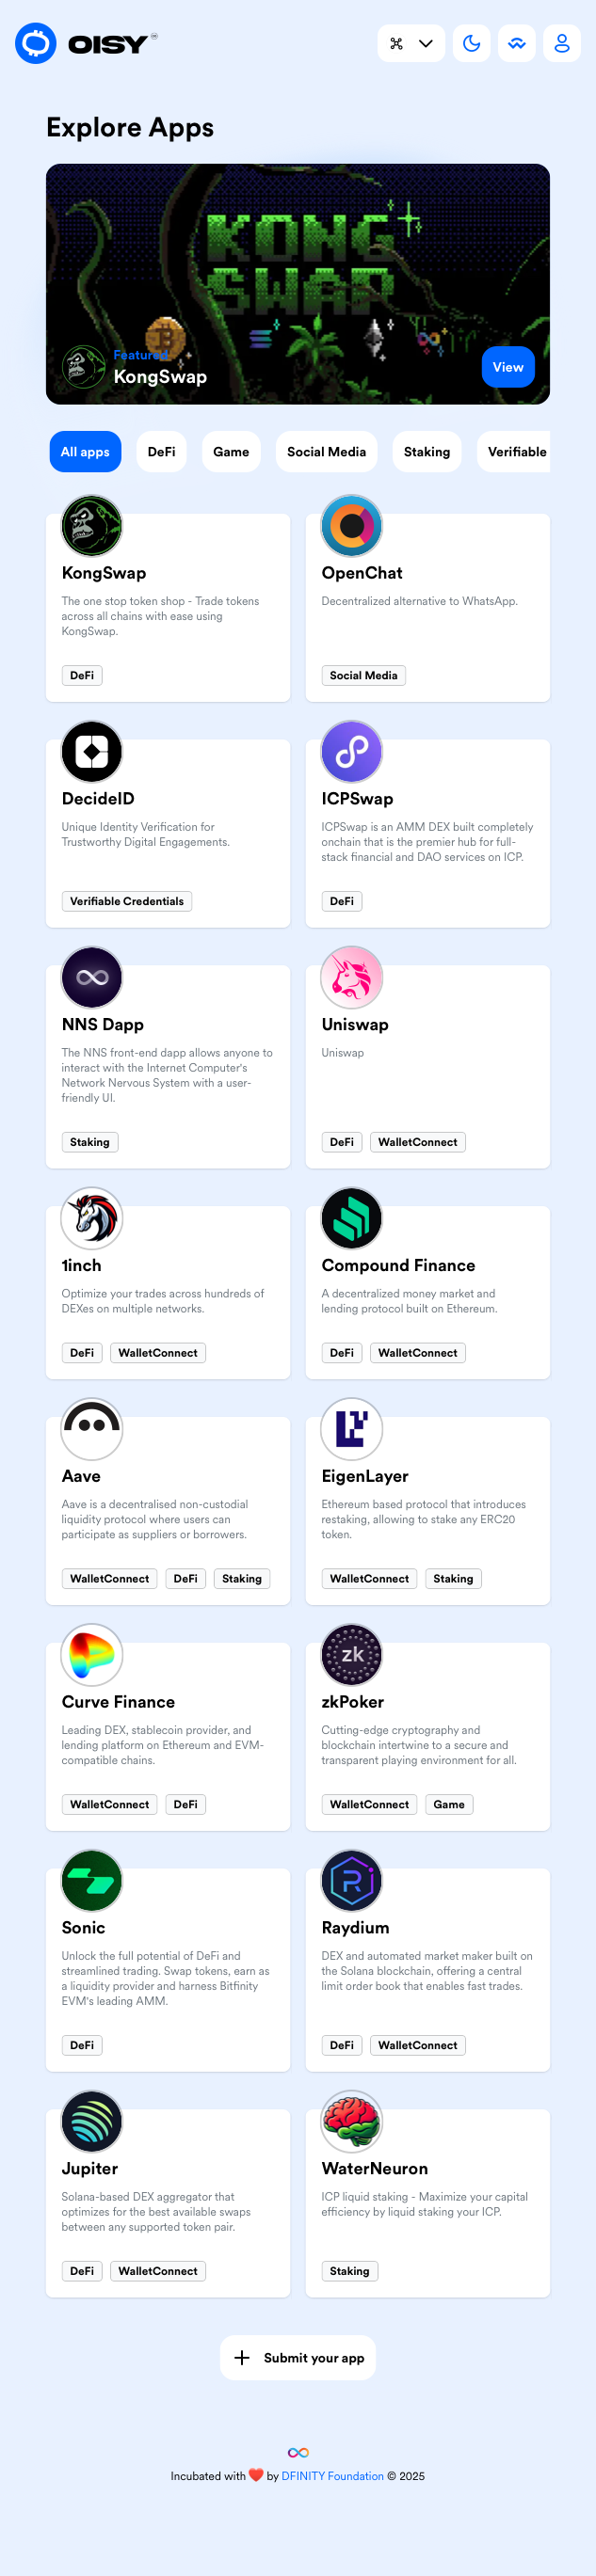 OISY
Explore Apps
KONG
SWAP
Featured
KongSwap
View
All apps
DeFi
Game
Social Media
Staking
Verifiable
KongSwap
The one stop token shop - Trade tokens
across all chains with ease using
KongSwap.
DeFi
OpenChat
Decentralized alternative to WhatsApp.
Social Media
DecideID
Unique Identity Verification for
Trustworthy Digital Engagements.
Verifiable Credentials
ICPSwap
ICPSwap is an AMM DEX built completely
onchain that is the premier hub for full-
stack financial and DAO services on ICP.
DeFi
NNS Dapp
The NNS front-end dapp allows anyone to
interact with the Internet Computer's
Network Nervous System with a user-
friendly UI.
Staking
Uniswap
Uniswap
DeFi WalletConnect
1inch
Optimize your trades across hundreds of
DEXes on multiple networks.
DeFi WalletConnect
Compound Finance
A decentralized money market and
lending protocol built on Ethereum.
DeFi WalletConnect
Aave
Aave is a decentralised non-custodial
liquidity protocol where users can
participate as suppliers or borrowers.
WalletConnect DeFi Staking
EigenLayer
Ethereum based protocol that introduces
restaking, allowing to stake any ERC20
token.
WalletConnect Staking
Curve Finance
Leading DEX, stablecoin provider, and
lending platform on Ethereum and EVM-
compatible chains.
WalletConnect DeFi
zk
zkPoker
Cutting-edge cryptography and
blockchain intertwine to a secure and
transparent playing environment for all.
WalletConnect Game
Sonic
Unlock the full potential of DeFi and
streamlined trading. Swap tokens, earn as
a liquidity provider and harness Bitfinity
EVM's leading AMM.
DeFi
Raydium
DEX and automated market maker built on
the Solana blockchain, offering a central
limit order book that enables fast trades.
DeFi WalletConnect
Jupiter
Solana-based DEX aggregator that
optimizes for the best available swaps
between any supported token pair.
DeFi WalletConnect
WaterNeuron
ICP liquid staking - Maximize your capital
efficiency by liquid staking your ICP.
Staking
Submit your app
Incubated with ❤️ by DFINITY Foundation © 2025